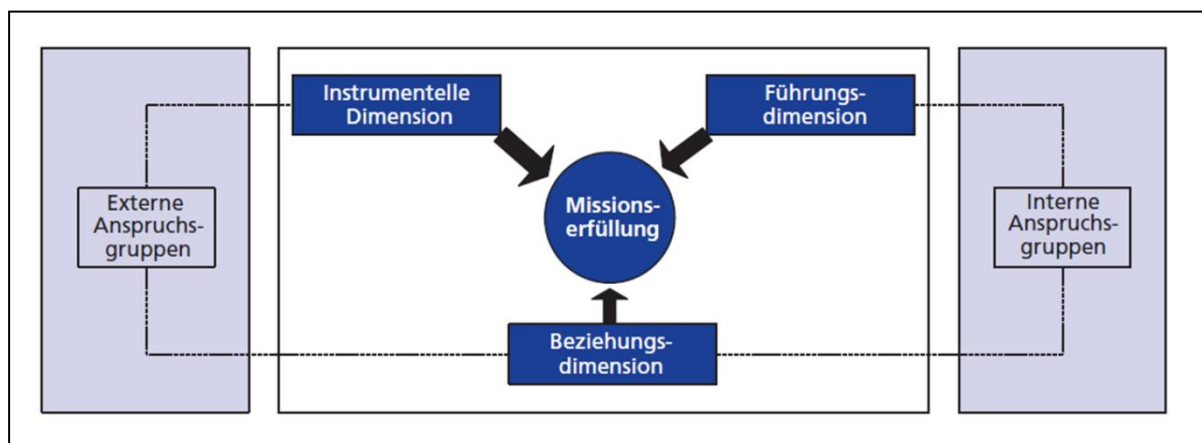 Instrumentelle
Dimension
Führungs-
dimension
Externe
Anspruchs-
gruppen
Missions-
erfüllung
Interne
Anspruchs-
gruppen
Beziehungs-
dimension